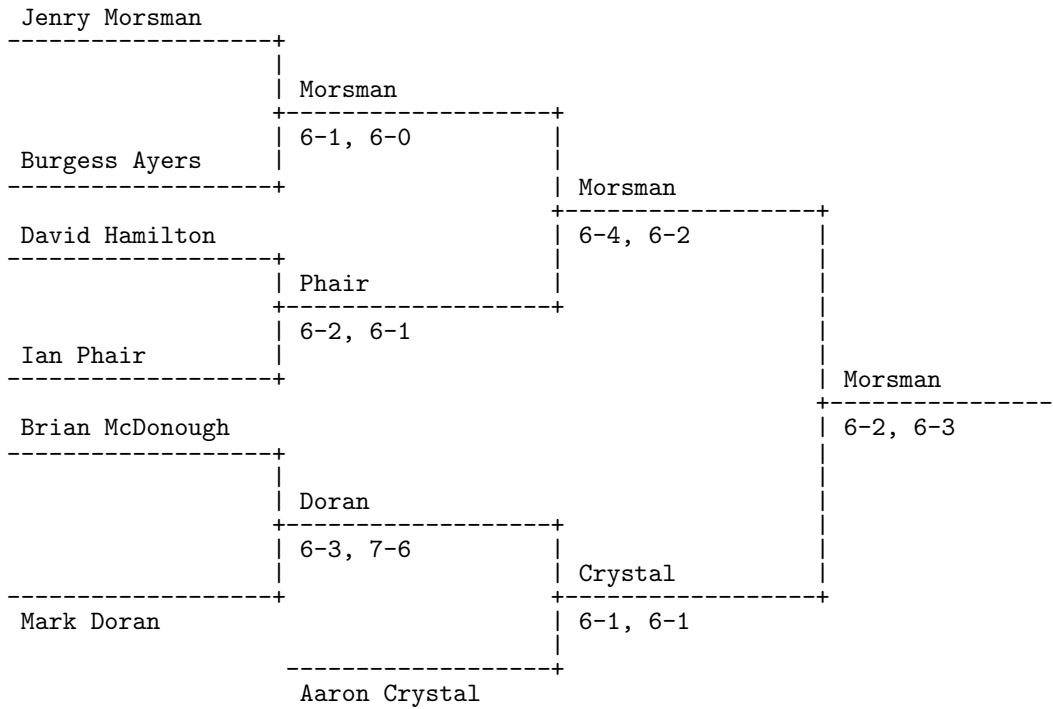 Jenry Morsman
Morsman
6-1, 6-0
Burgess Ayers
Morsman
6-4, 6-2
David Hamilton
Phair
6-2, 6-1
Ian Phair
Morsman
6-2, 6-3
Brian McDonough
Doran
6-3, 7-6
Crystal
6-1, 6-1
Mark Doran
Aaron Crystal